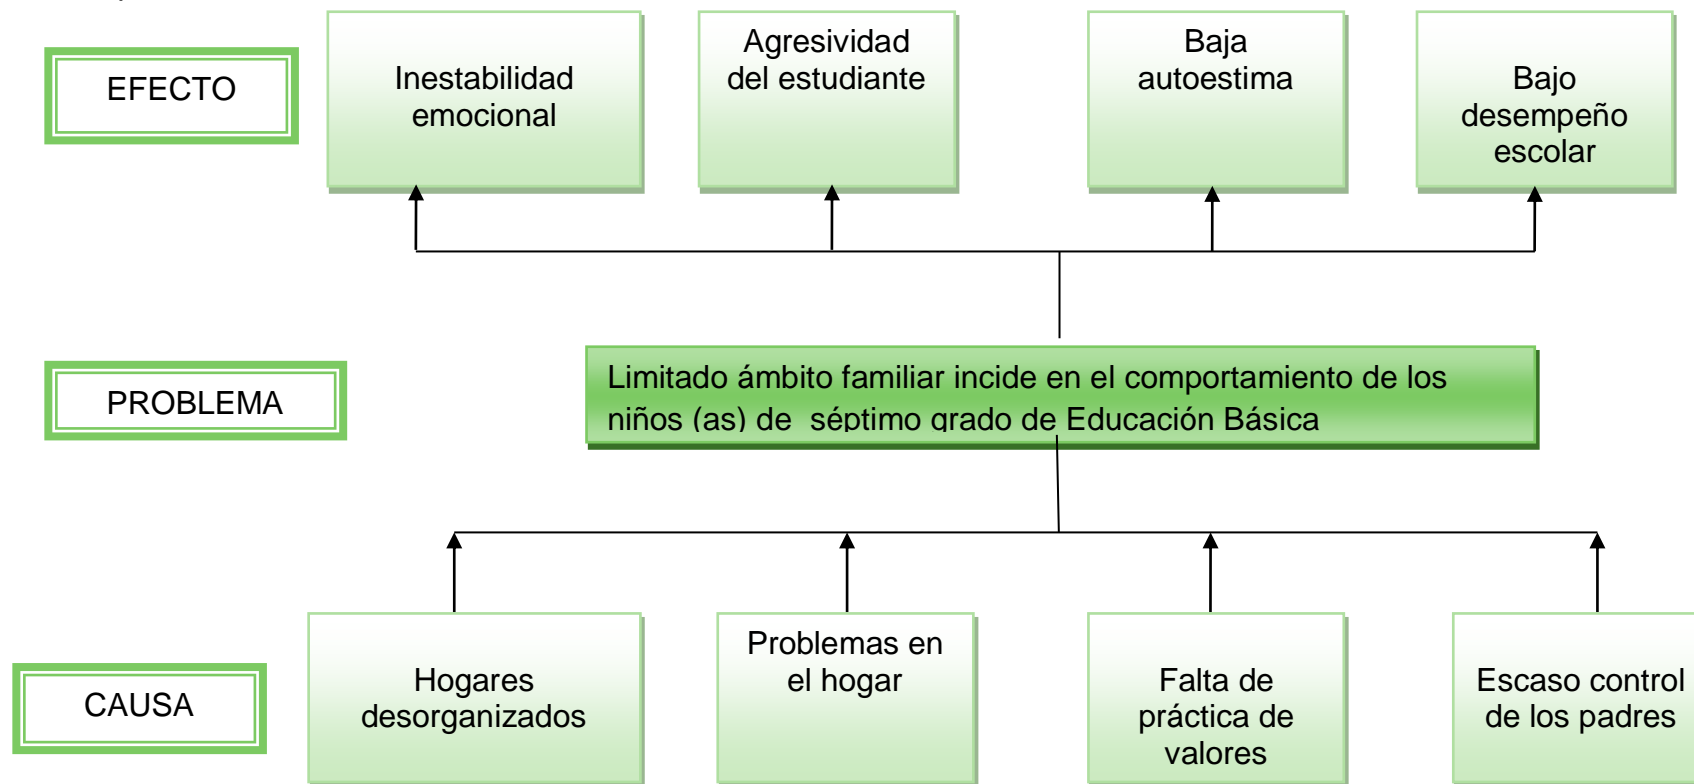 EFECTO
Inestabilidad
emocional
Agresividad
del estudiante
Baja
autoestima
Bajo
desempeño
escolar
PROBLEMA
Limitado ámbito familiar incide en el comportamiento de los
niños (as) de séptimo grado de Educación Básica
CAUSA
Hogares
desorganizados
Problemas en
el hogar
Falta de
práctica de
valores
Escaso control
de los padres